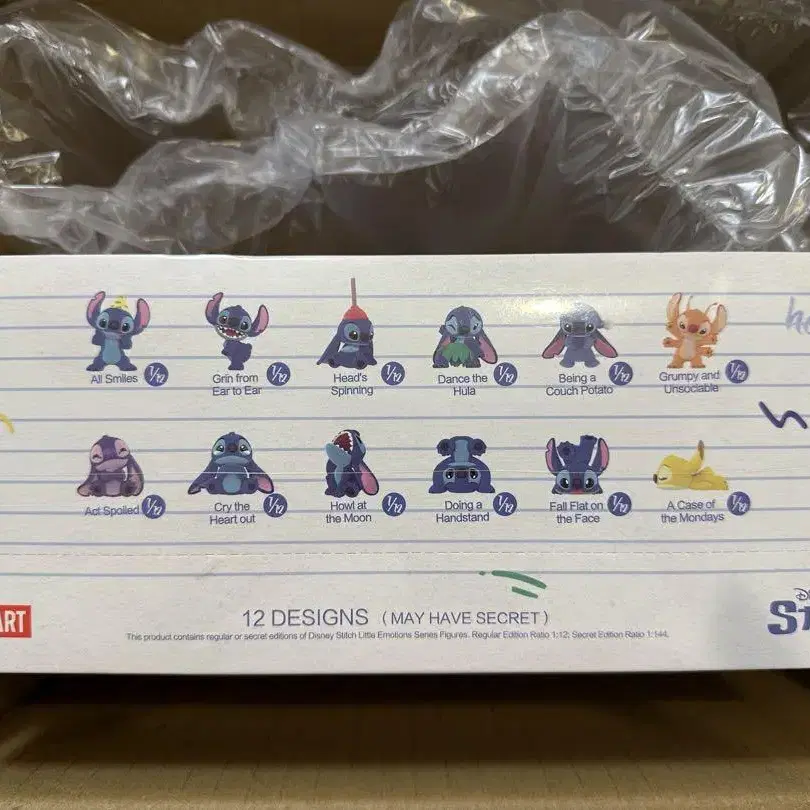 All Smiles 1/12
Grin from
Ear to Ear 1/12
Head's
Spinning 1/12
Dance the
Hula 1/12
Being a
Couch Potato 1/12
Grumpy and
Unsociable 1/12
Act Spoiled 1/12
Cry the
Heart out 1/12
Howl at
the Moon 1/12
Doing a
Handstand 1/12
Fall Flat on
the Face 1/12
A Case of
the Mondays 1/12
ART
12 DESIGNS (MAY HAVE SECRET)
This product contains regular or secret editions of Disney Stitch Little Emotions Series Figures. Regular Edition Ratio 1:12; Secret Edition Ratio 1:144.